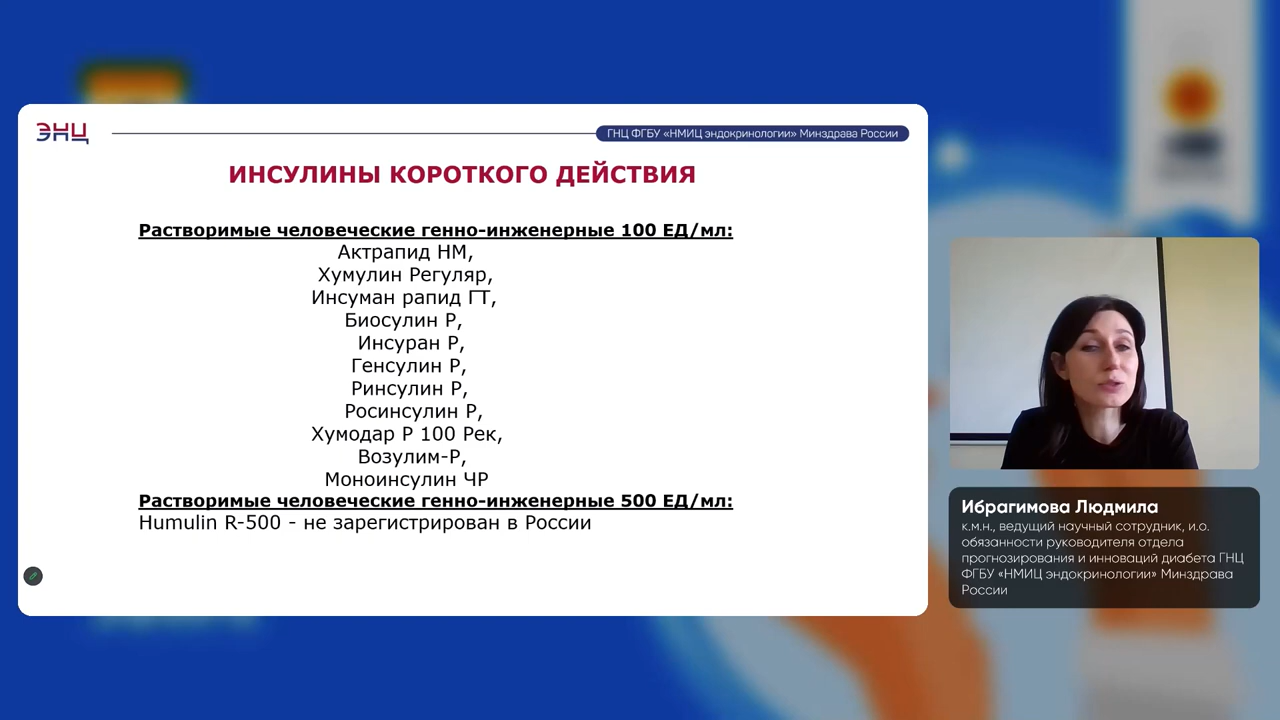 ЭНЦ
ГНЦ ФГБУ «НМИЦ эндокринологии» Минздрава России
ИНСУЛИНЫ КОРОТКОГО ДЕЙСТВИЯ
Растворимые человеческие генно-инженерные 100 ЕД/мл:
Актрапид НМ,
Хумулин Регуляр,
Инсуман рапид ГТ,
Биосулин Р,
Инсуран Р,
Генсулин Р,
Ринсулин Р,
Росинсулин Р,
Хумодар Р 100 Рек,
Возулим-Р,
Моноинсулин ЧР
Растворимые человеческие генно-инженерные 500 ЕД/мл:
Humulin R-500 - не зарегистрирован в России
Ибрагимова Людмила
к.м.н., ведущий научный сотрудник, и.о.
обязанности руководителя отдела
прогнозирования и инноваций диабета ГНЦ
ФГБУ «НМИЦ эндокринологии» Минздрава
России